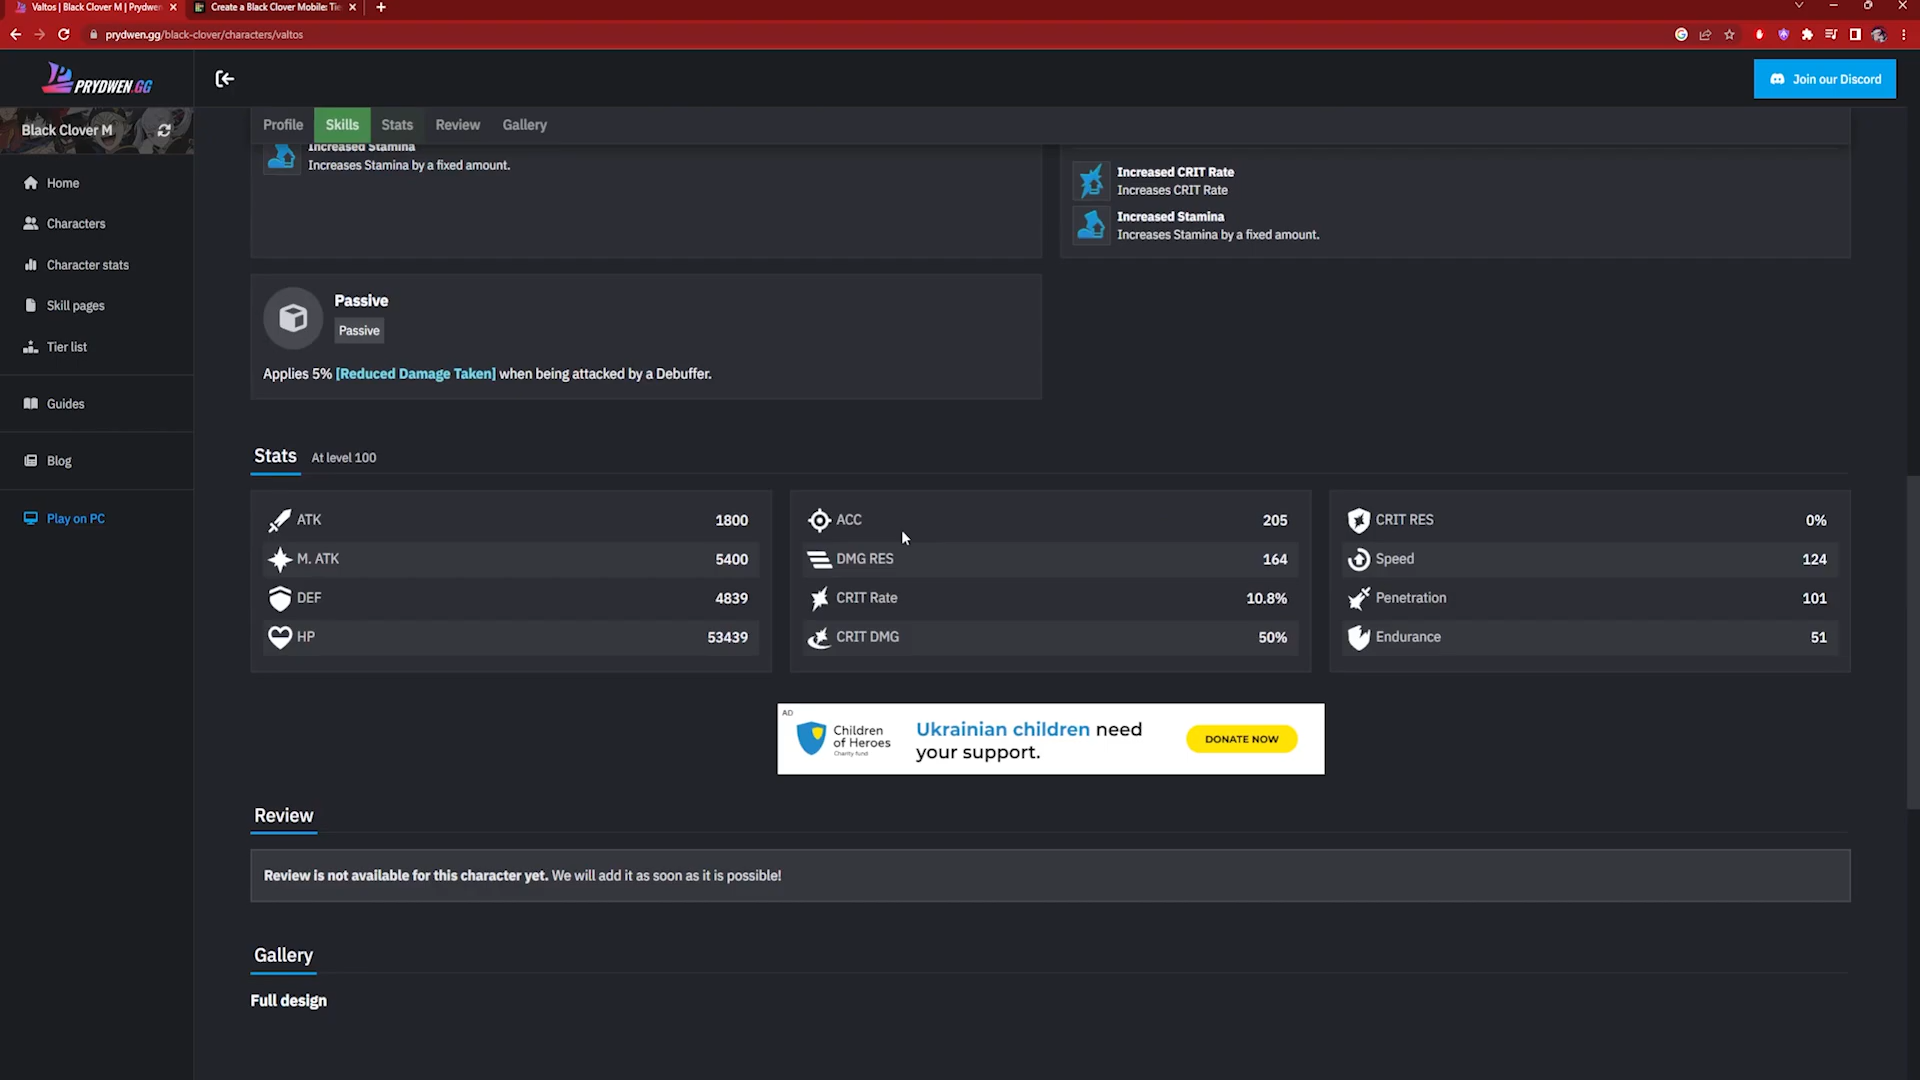 Valtos | Black Clover M | Prydwen
Create a Black Clover Mobile: Tie
prydwen.gg/black-clover/characters/valtos
PRYDWEN.GG
Join our Discord
Black Clover M
Profile
Skills
Stats
Review
Gallery
Increased Stamina
Increases Stamina by a fixed amount.
Increased CRIT Rate
Increases CRIT Rate
Increased Stamina
Increases Stamina by a fixed amount.
Home
Characters
Character stats
Skill pages
Tier list
Guides
Blog
Play on PC
Passive
Passive
Applies 5% [Reduced Damage Taken] when being attacked by a Debuffer.
Stats At level 100
ATK 1800
M. ATK 5400
DEF 4839
HP 53439
ACC 205
DMG RES 164
CRIT Rate 10.8%
CRIT DMG 50%
CRIT RES 0%
Speed 124
Penetration 101
Endurance 51
AD
Children
of Heroes
Charity fund
Ukrainian children need
your support.
DONATE NOW
Review
Review is not available for this character yet. We will add it as soon as it is possible!
Gallery
Full design